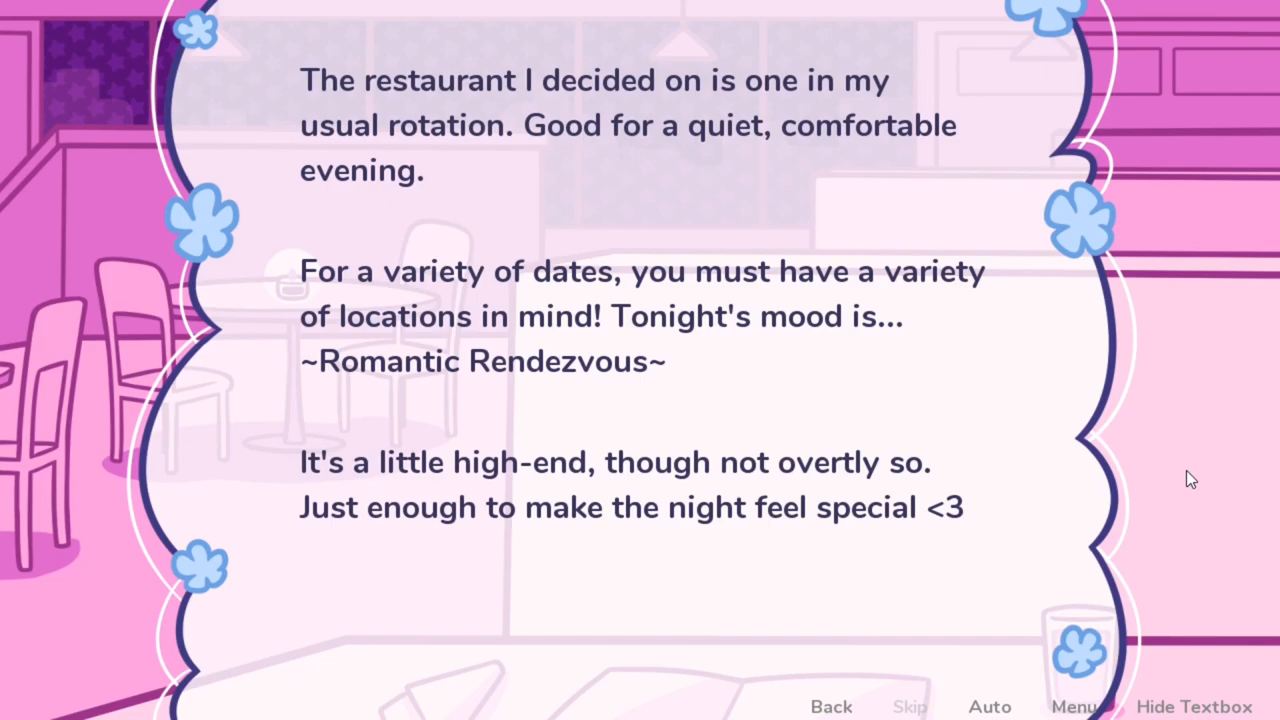 The restaurant I decided on is one in my
usual rotation. Good for a quiet, comfortable
evening.
For a variety of dates, you must have a variety
of locations in mind! Tonight's mood is...
~Romantic Rendezvous~
It's a little high-end, though not overtly so.
Just enough to make the night feel special <3
Back Skip Auto Menu Hide Textbox